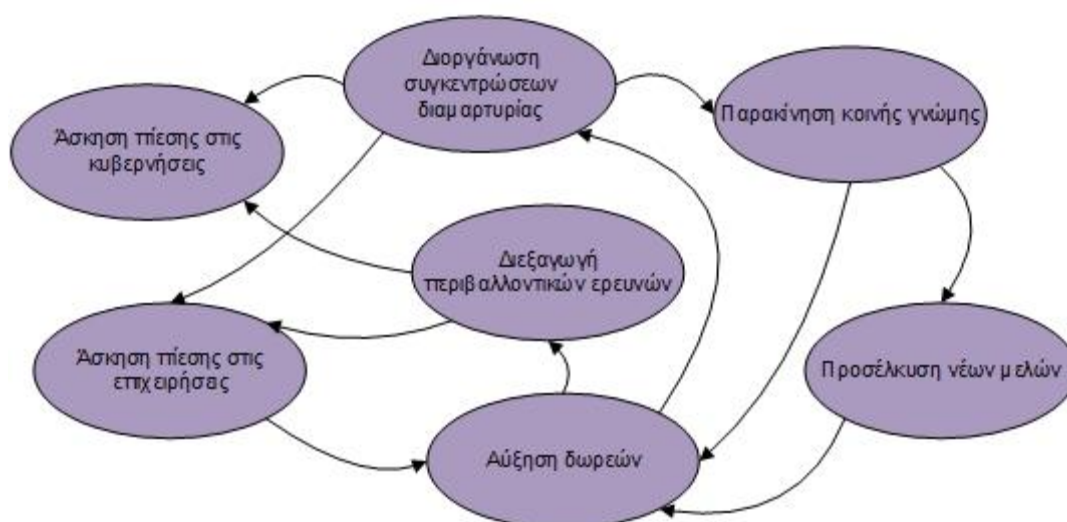 Διοργάνωση
συγκεντρώσεων
διαμαρτυρίας
Παρακίνηση κοινής γνώμης
Άσκηση πίεσης στις
κυβερνήσεις
Διεξαγωγή
περιβαλλοντικών ερευνών
Άσκηση πίεσης στις
επιχειρήσεις
Προσέλκυση νέων μελών
Αύξηση δωρεών